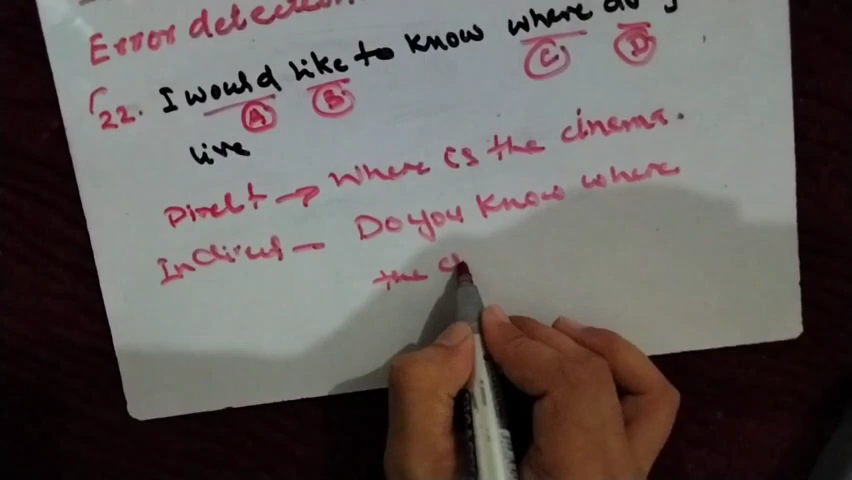 Error detection.
22. I would like to know where do
A B C D
live
Direct → Where is the cinema.
Indirect – Do you know where
the ci